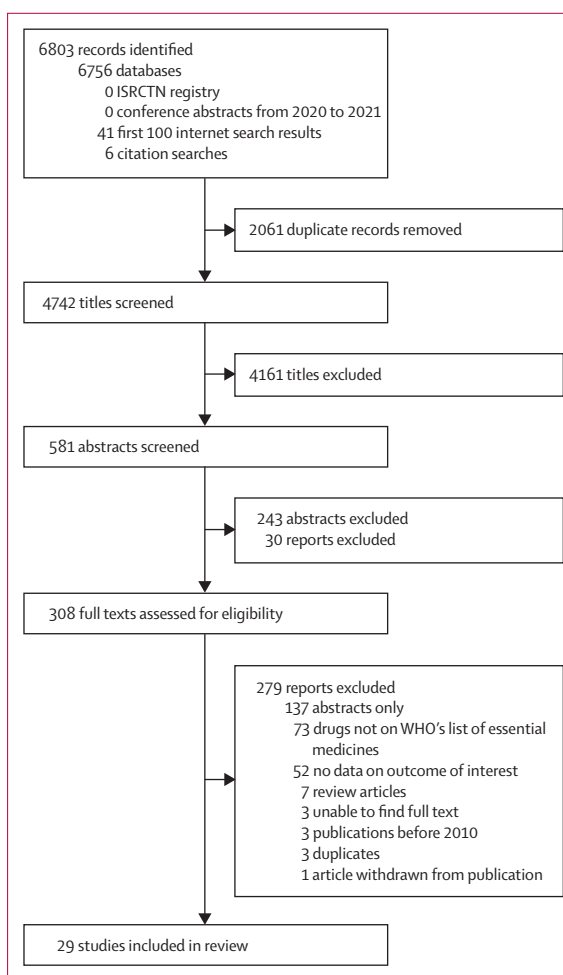 6803 records identified
6756 databases
0 ISRCTN registry
0 conference abstracts from 2020 to 2021
41 first 100 internet search results
6 citation searches
2061 duplicate records removed
4742 titles screened
4161 titles excluded
581 abstracts screened
243 abstracts excluded
30 reports excluded
308 full texts assessed for eligibility
279 reports excluded
137 abstracts only
73 drugs not on WHO's list of essential
medicines
52 no data on outcome of interest
7 review articles
3 unable to find full text
3 publications before 2010
3 duplicates
1 article withdrawn from publication
29 studies included in review